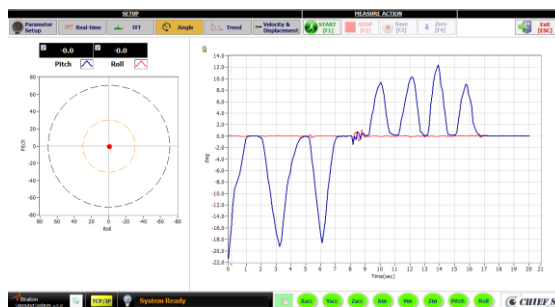 SETUP
MEASURE ACTION
Parameter Setup
Real-time
FFT
Angle
Trend
Velocity & Displacement
START [F1]
STOP [F2]
Save [F3]
Zero [F4]
Exit [ESC]
-0.0
-0.0
Pitch
Roll
80
60
40
20
0
-20
-40
-60
-80
Pitch
80 60 40 20 0 -20 -40 -60 -80
Roll
14.0
12.0
10.0
8.0
6.0
4.0
2.0
0.0
-2.0
-4.0
-6.0
-8.0
-10.0
-12.0
-14.0
-16.0
-18.0
-20.0
-22.0
deg
0 1 2 3 4 5 6 7 8 9 10 11 12 13 14 15 16 17 18 19 20 21
Time(sec)
TCP/IP
System Ready
Xacc
Yacc
Zacc
Xto
Yto
Zto
Pitch
Roll
CHIEF S